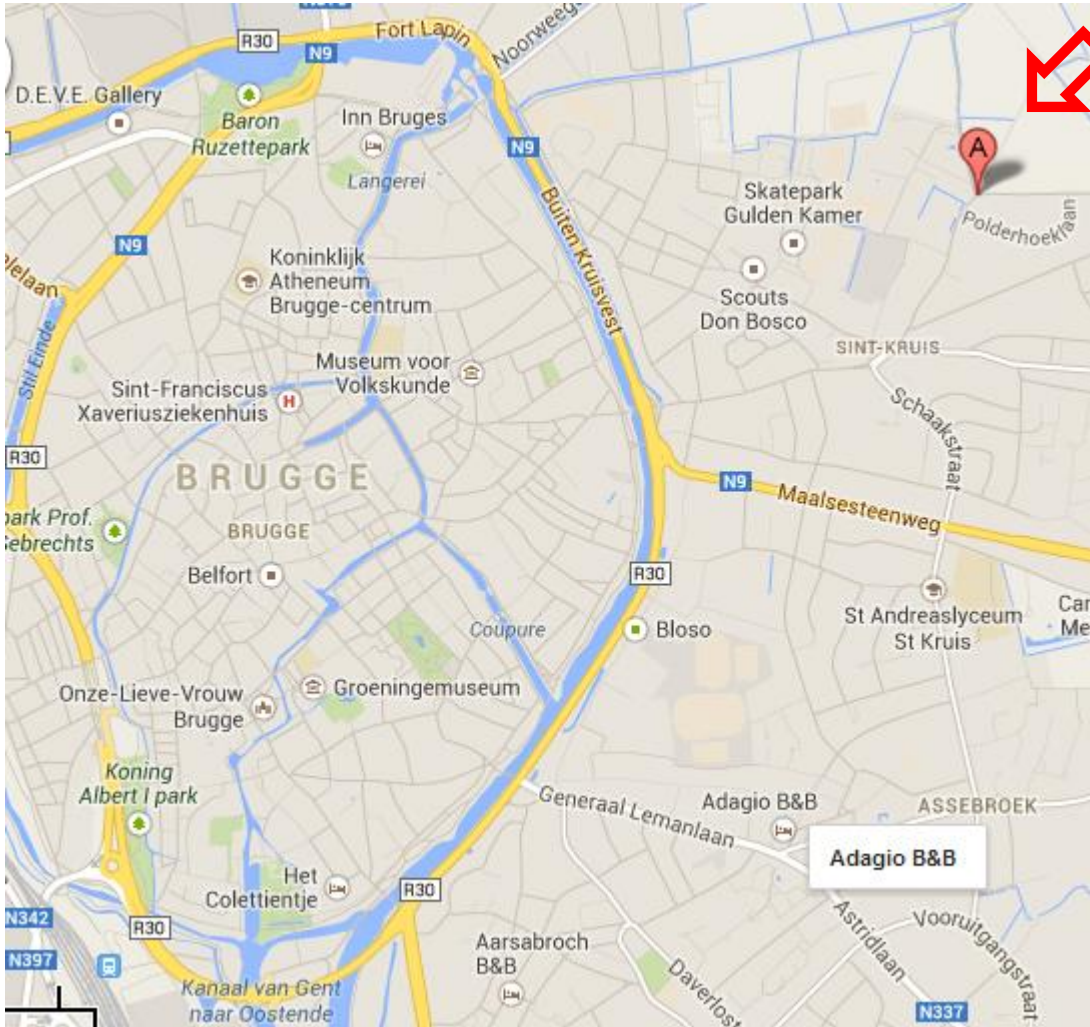 R30
Fort Lapin
N9
D.E.V.E. Gallery
Baron
Ruzettepark
Inn Bruges
Langerei
N9
Buiten Kruisvest
Skatepark
Gulden Kamer
A
Polderhoeklaan
Scouts
Don Bosco
N9
Koninklijk
Atheneum
Brugge-centrum
Stil Einde
Museum voor
Volkskunde
SINT-KRUIS
Sint-Franciscus
Xaveriusziekenhuis
H
Schaakstraat
R30
BRUGGE
N9
Maalsesteenweg
park Prof.
BRUGGE
Belfort
R30
Coupure
Bloso
St Andreaslyceum
St Kruis
Onze-Lieve-Vrouw
Brugge
Groeningemuseum
Koning
Albert I park
Generaal Lemanlaan
Adagio B&B
ASSEBROEK
Adagio B&B
Het
Colettientje
R30
R30
N342
N397
Astridlaan
Vooruitgangstraat
Aarsabroch
B&B
Daverlost
Kanaal van Gent
naar Oostende
N337